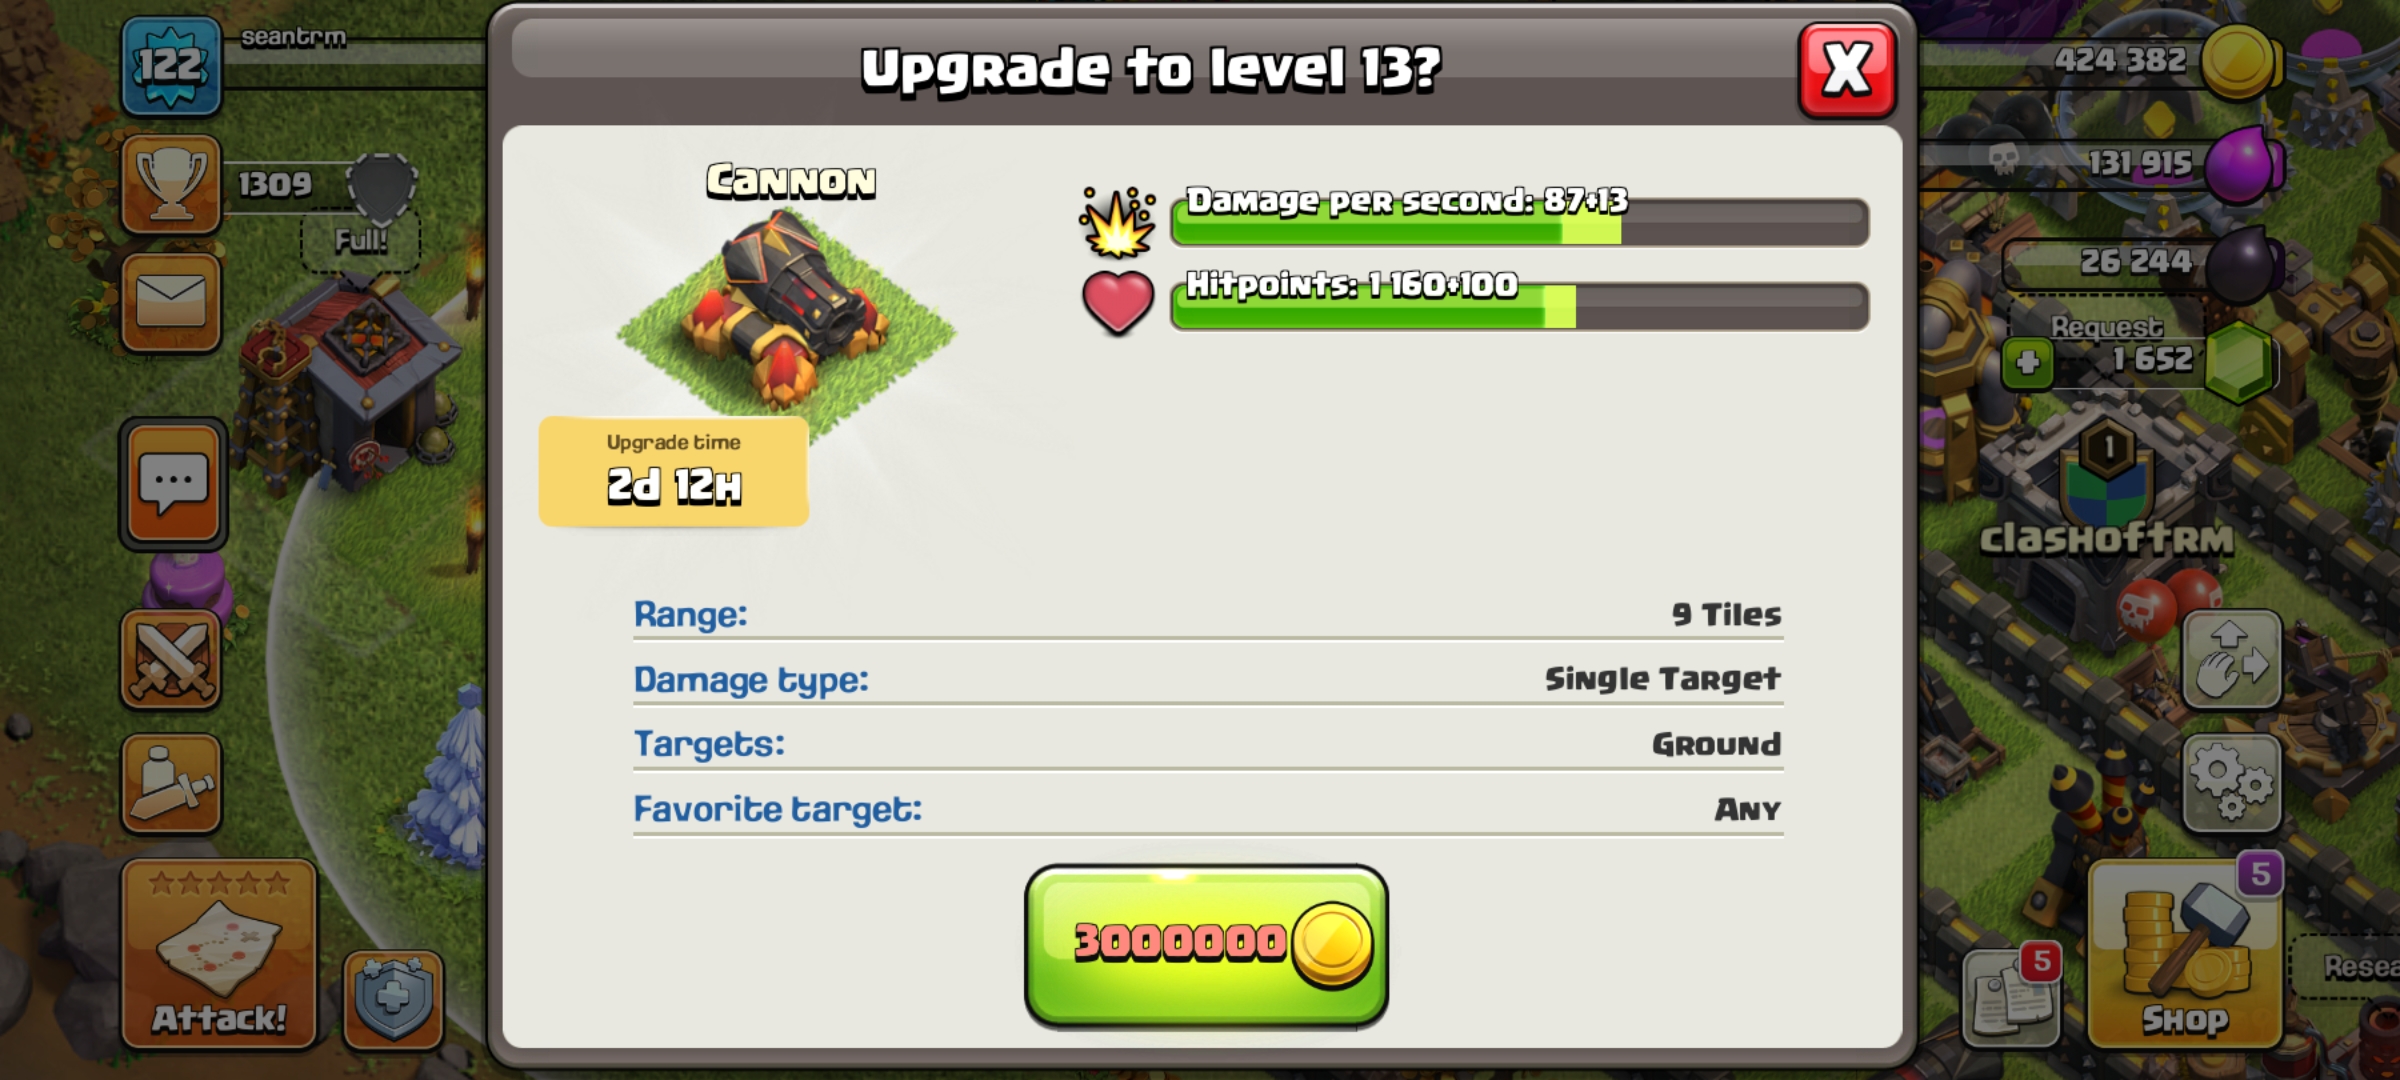 Upgrade to level 13?
X
122
seantrm
1309
Full!
Attack!
Cannon
Upgrade time
2d 12H
Damage per second: 87+13
Hitpoints: 1 160+100
Range:
9 Tiles
Damage type:
Single Target
Targets:
Ground
Favorite target:
Any
3000000
424 382
131 915
26 244
Request
1 652
1
clashoftrm
5
5
Shop